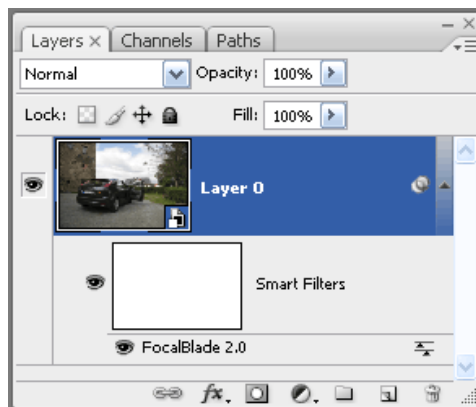 Layers × Channels Paths
Normal Opacity: 100%
Lock: Fill: 100%
Layer 0
Smart Filters
FocalBlade 2.0
fx.